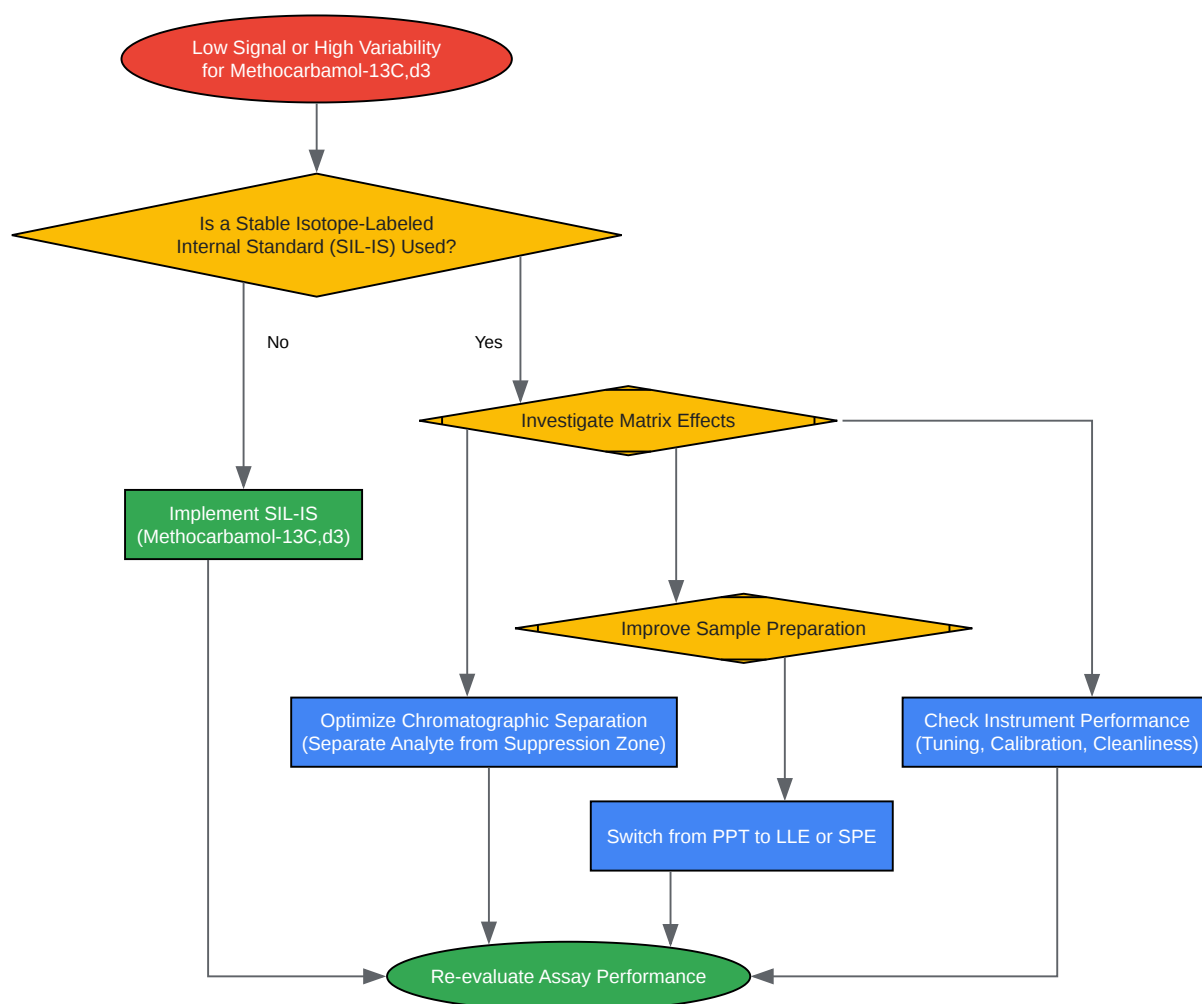 Low Signal or High Variability
for Methocarbamol-13C,d3
Is a Stable Isotope-Labeled
Internal Standard (SIL-IS) Used?
No
Yes
Investigate Matrix Effects
Implement SIL-IS
(Methocarbamol-13C,d3)
Improve Sample Preparation
Optimize Chromatographic Separation
(Separate Analyte from Suppression Zone)
Check Instrument Performance
(Tuning, Calibration, Cleanliness)
Switch from PPT to LLE or SPE
Re-evaluate Assay Performance